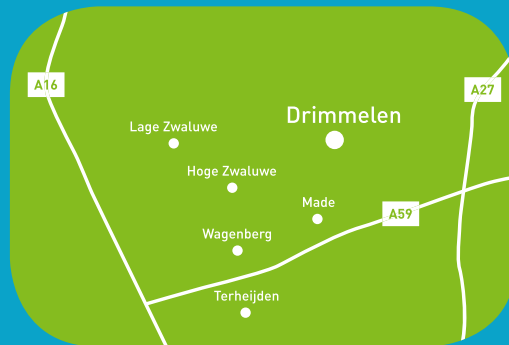 A16
A27
Drimmelen
Lage Zwaluwe
Hoge Zwaluwe
Made
A59
Wagenberg
Terheijden